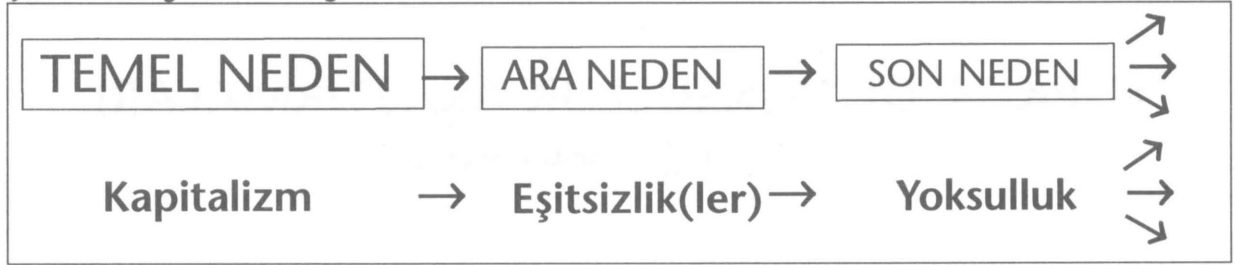 TEMEL NEDEN → ARA NEDEN → SON NEDEN
Kapitalizm → Eşitsizlik(ler) → Yoksulluk